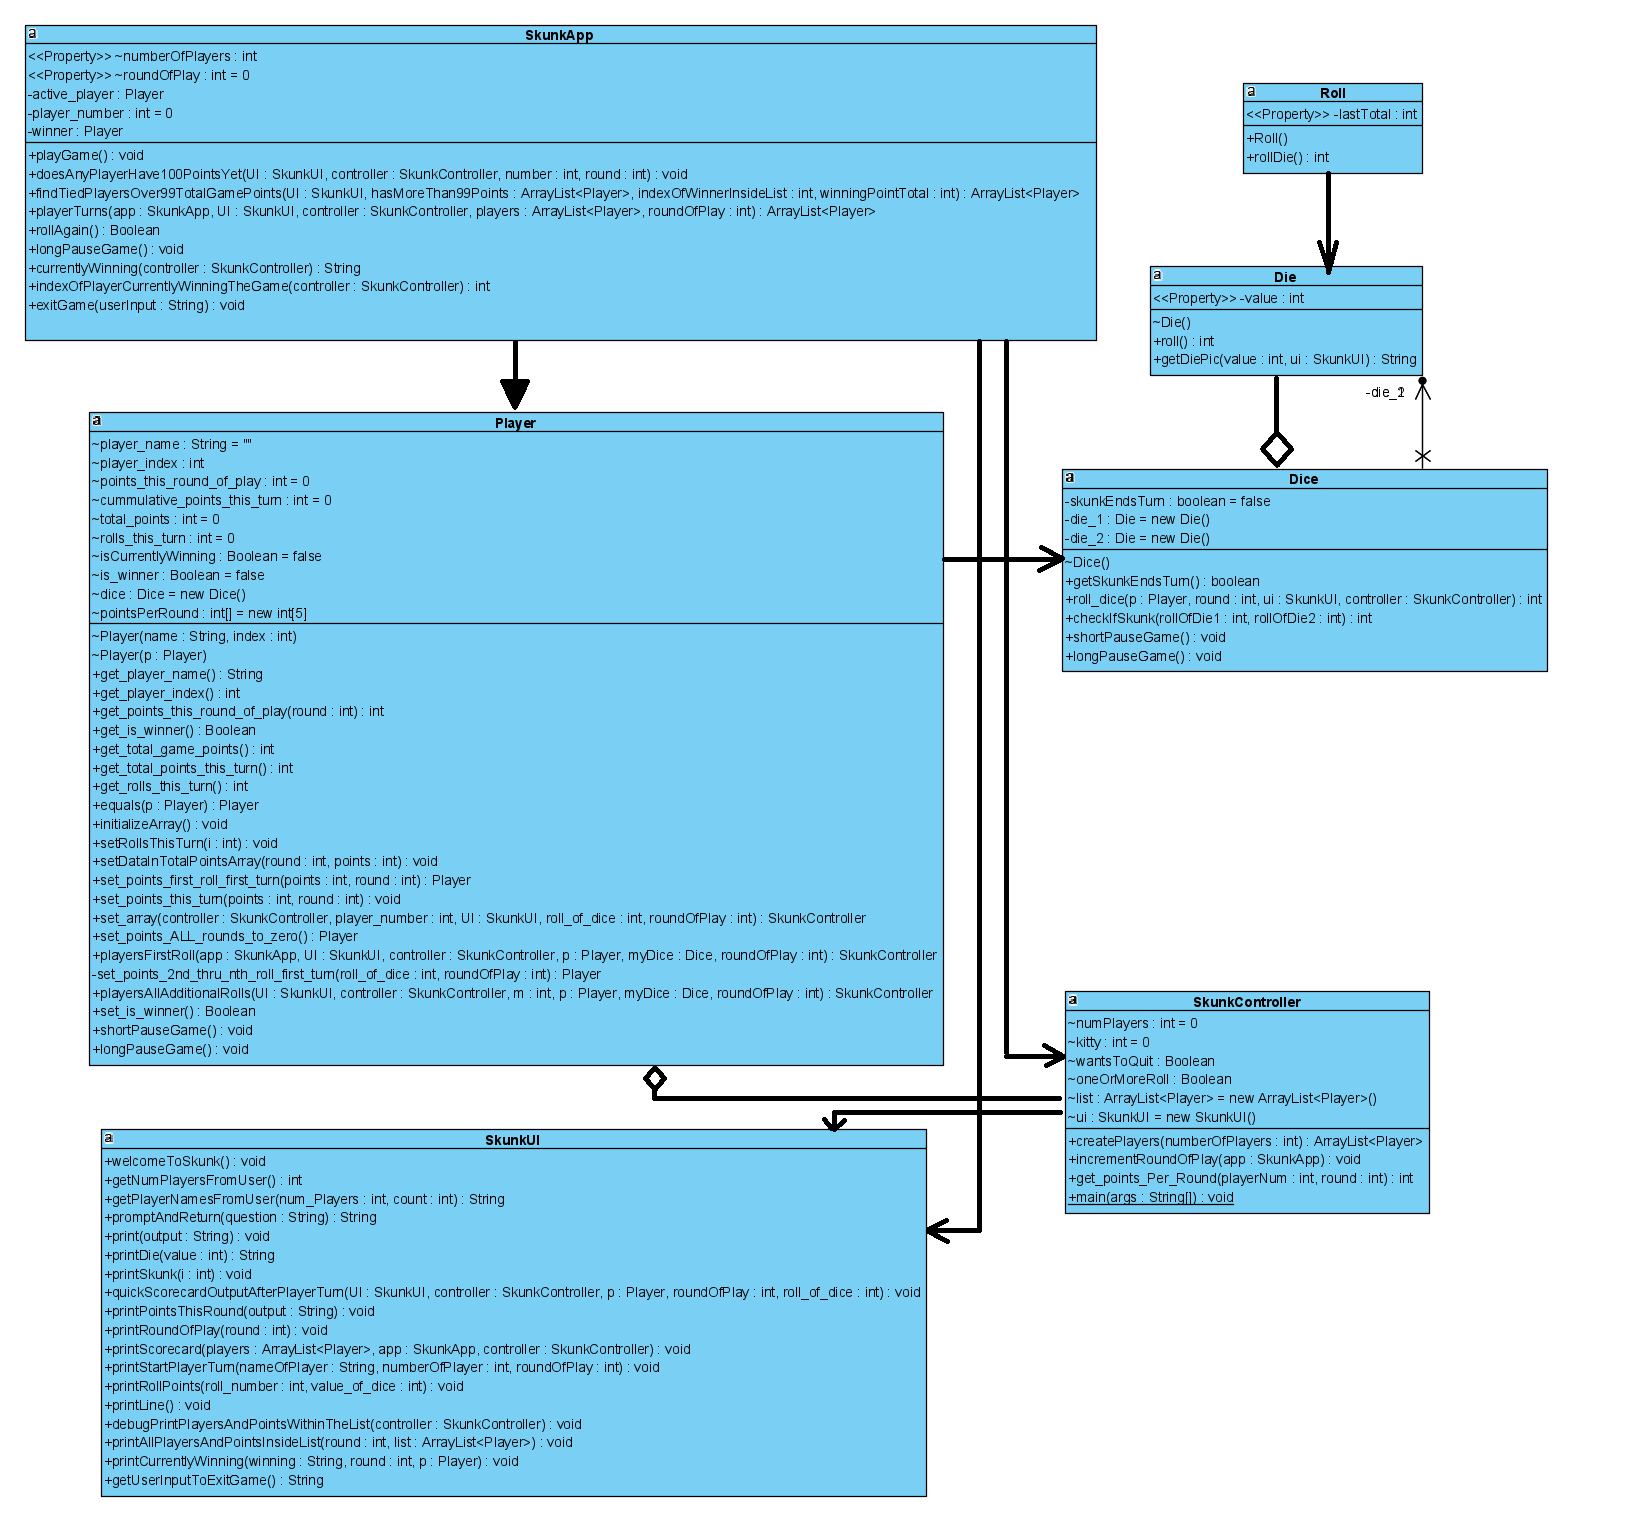 a
SkunkApp
<<Property>> ~numberOfPlayers : int
<<Property>> ~roundOfPlay : int = 0
-active_player : Player
-player_number : int = 0
-winner : Player
+playGame() : void
+doesAnyPlayerHave100PointsYet(UI : SkunkUI, controller : SkunkController, number : int, round : int) : void
+findTiedPlayersOver99TotalGamePoints(UI : SkunkUI, hasMoreThan99Points : ArrayList<Player>, indexOfWinnerInsideList : int, winningPointTotal : int) : ArrayList<Player>
+playerTurns(app : SkunkApp, UI : SkunkUI, controller : SkunkController, players : ArrayList<Player>, roundOfPlay : int) : ArrayList<Player>
+rollAgain() : Boolean
+longPauseGame() : void
+currentlyWinning(controller : SkunkController) : String
+indexOfPlayerCurrentlyWinningTheGame(controller : SkunkController) : int
+exitGame(userInput : String) : void
a
Roll
<<Property>> -lastTotal : int
+Roll()
+rollDie() : int
a
Die
<<Property>> -value : int
~Die()
+roll() : int
+getDiePic(value : int, ui : SkunkUI) : String
a
Player
~player_name : String = ""
~player_index : int
~points_this_round_of_play : int = 0
~cummulative_points_this_turn : int = 0
~total_points : int = 0
~rolls_this_turn : int = 0
~isCurrentlyWinning : Boolean = false
~is_winner : Boolean = false
~dice : Dice = new Dice()
~pointsPerRound : int[] = new int[5]
~Player(name : String, index : int)
~Player(p : Player)
+get_player_name() : String
+get_player_index() : int
+get_points_this_round_of_play(round : int) : int
+get_is_winner() : Boolean
+get_total_game_points() : int
+get_total_points_this_turn() : int
+get_rolls_this_turn() : int
+equals(p : Player) : Player
+initializeArray() : void
+setRollsThisTurn(i : int) : void
+setDataInTotalPointsArray(round : int, points : int) : void
+set_points_first_roll_first_turn(points : int, round : int) : Player
+set_points_this_turn(points : int, round : int) : void
+set_array(controller : SkunkController, player_number : int, UI : SkunkUI, roll_of_dice : int, roundOfPlay : int) : SkunkController
+set_points_ALL_rounds_to_zero() : Player
+playersFirstRoll(app : SkunkApp, UI : SkunkUI, controller : SkunkController, p : Player, myDice : Dice, roundOfPlay : int) : SkunkController
-set_points_2nd_thru_nth_roll_first_turn(roll_of_dice : int, roundOfPlay : int) : Player
+playersAllAdditionalRolls(UI : SkunkUI, controller : SkunkController, m : int, p : Player, myDice : Dice, roundOfPlay : int) : SkunkController
+set_is_winner() : Boolean
+shortPauseGame() : void
+longPauseGame() : void
-die_
a
Dice
-skunkEndsTurn : boolean = false
-die_1 : Die = new Die()
-die_2 : Die = new Die()
~Dice()
+getSkunkEndsTurn() : boolean
+roll_dice(p : Player, round : int, ui : SkunkUI, controller : SkunkController) : int
+checkIfSkunk(rollOfDie1 : int, rollOfDie2 : int) : int
+shortPauseGame() : void
+longPauseGame() : void
a
SkunkController
~numPlayers : int = 0
~kitty : int = 0
~wantsToQuit : Boolean
~oneOrMoreRoll : Boolean
~list : ArrayList<Player> = new ArrayList<Player>()
~ui : SkunkUI = new SkunkUI()
+createPlayers(numberOfPlayers : int) : ArrayList<Player>
+incrementRoundOfPlay(app : SkunkApp) : void
+get_points_Per_Round(playerNum : int, round : int) : int
+main(args : String[]) : void
a
SkunkUI
+welcomeToSkunk() : void
+getNumPlayersFromUser() : int
+getPlayerNamesFromUser(num_Players : int, count : int) : String
+promptAndReturn(question : String) : String
+print(output : String) : void
+printDie(value : int) : String
+printSkunk(i : int) : void
+quickScorecardOutputAfterPlayerTurn(UI : SkunkUI, controller : SkunkController, p : Player, roundOfPlay : int, roll_of_dice : int) : void
+printPointsThisRound(output : String) : void
+printRoundOfPlay(round : int) : void
+printScorecard(players : ArrayList<Player>, app : SkunkApp, controller : SkunkController) : void
+printStartPlayerTurn(nameOfPlayer : String, numberOfPlayer : int, roundOfPlay : int) : void
+printRollPoints(roll_number : int, value_of_dice : int) : void
+printLine() : void
+debugPrintPlayersAndPointsWithinTheList(controller : SkunkController) : void
+printAllPlayersAndPointsInsideList(round : int, list : ArrayList<Player>) : void
+printCurrentlyWinning(winning : String, round : int, p : Player) : void
+getUserInputToExitGame() : String